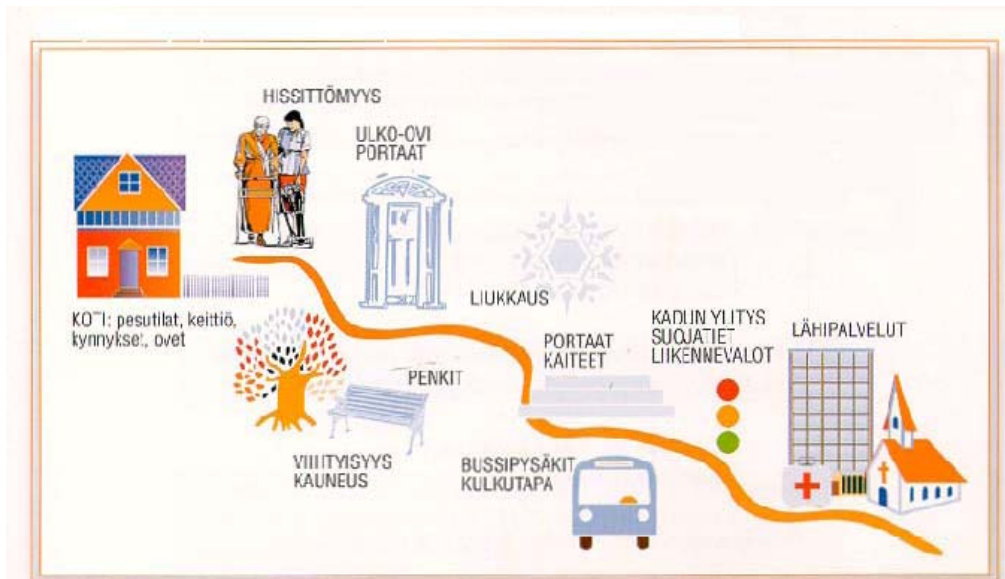 HISSITTÖMYYS
ULKO-OVI
PORTAAT
KOTI: pesutilat, keittiö,
kynnykset, ovet
LIUKKAUS
PORTAAT
KAITEET
KADUN YLITYS
SUOJATIET
LIIKENNEVALOT
LÄHIPALVELUT
PENKIT
VIIHTYISYYS
KAUNEUS
BUSSIPYSÄKIT
KULKUTAPA